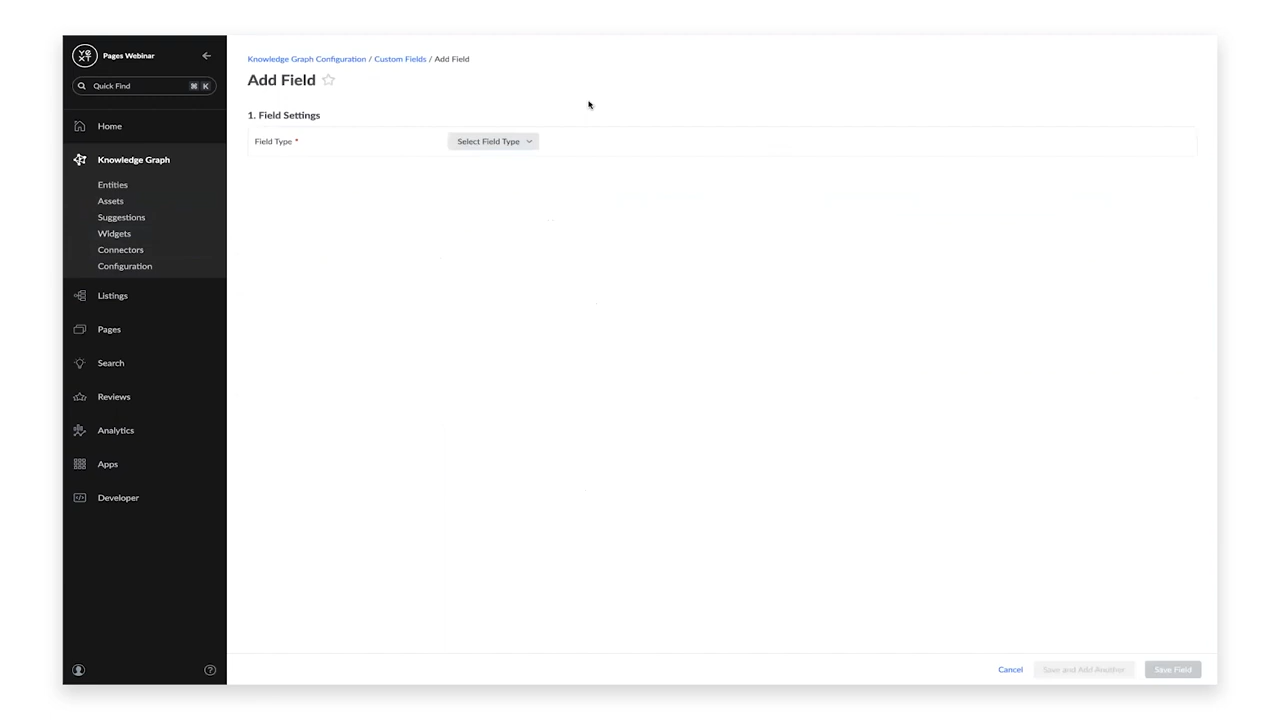 YEXT
Pages Webinar
Quick Find ⌘ K
Home
Knowledge Graph
Entities
Assets
Suggestions
Widgets
Connectors
Configuration
Listings
Pages
Search
Reviews
Analytics
Apps
Developer
Knowledge Graph Configuration / Custom Fields / Add Field
Add Field
1. Field Settings
Field Type *
Select Field Type
Cancel
Save and Add Another
Save Field